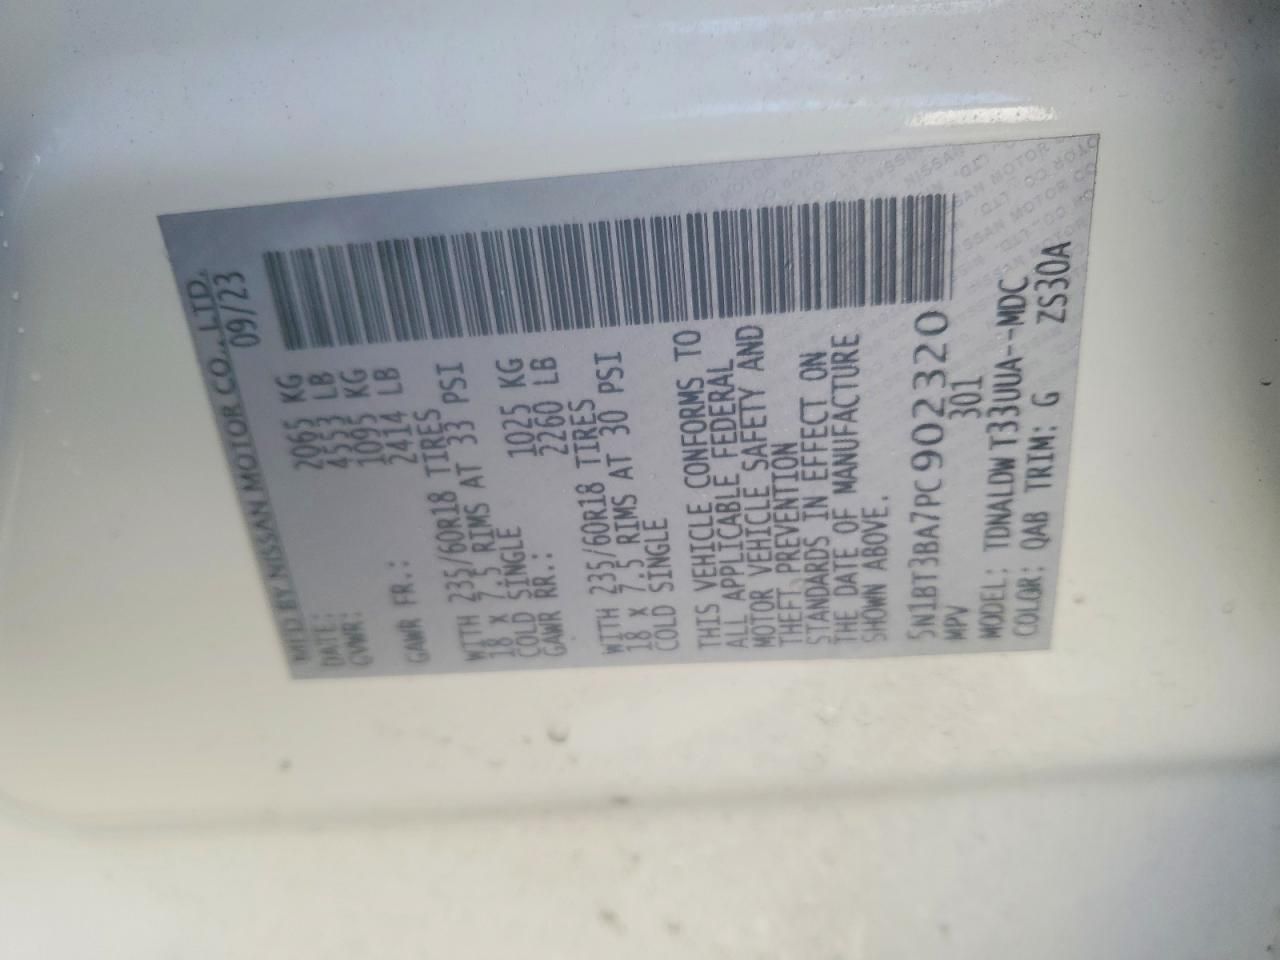 MFD BY NISSAN MOTOR CO., LTD.
DATE: 09/23
GVWR: 2065 KG
4553 LB
1095 KG
GAWR FR.: 2414 LB
WITH 235/60R18 TIRES
18 X 7.5 RIMS AT 33 PSI
COLD SINGLE 1025 KG
GAWR RR.: 2260 LB
WITH 235/60R18 TIRES
18 X 7.5 RIMS AT 30 PSI
COLD SINGLE
THIS VEHICLE CONFORMS TO
ALL APPLICABLE FEDERAL
MOTOR VEHICLE SAFETY AND
THEFT PREVENTION
STANDARDS IN EFFECT ON
THE DATE OF MANUFACTURE
SHOWN ABOVE.
5N1BT3BA7PC902320
MPV 301
MODEL: TDNALDWT33UUA--MDC
COLOR: QAB TRIM: G ZS30A